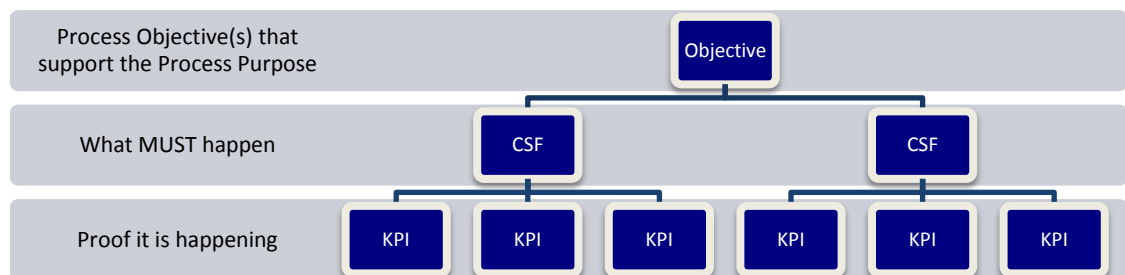 Process Objective(s) that
support the Process Purpose
Objective
What MUST happen
CSF
CSF
Proof it is happening
KPI
KPI
KPI
KPI
KPI
KPI